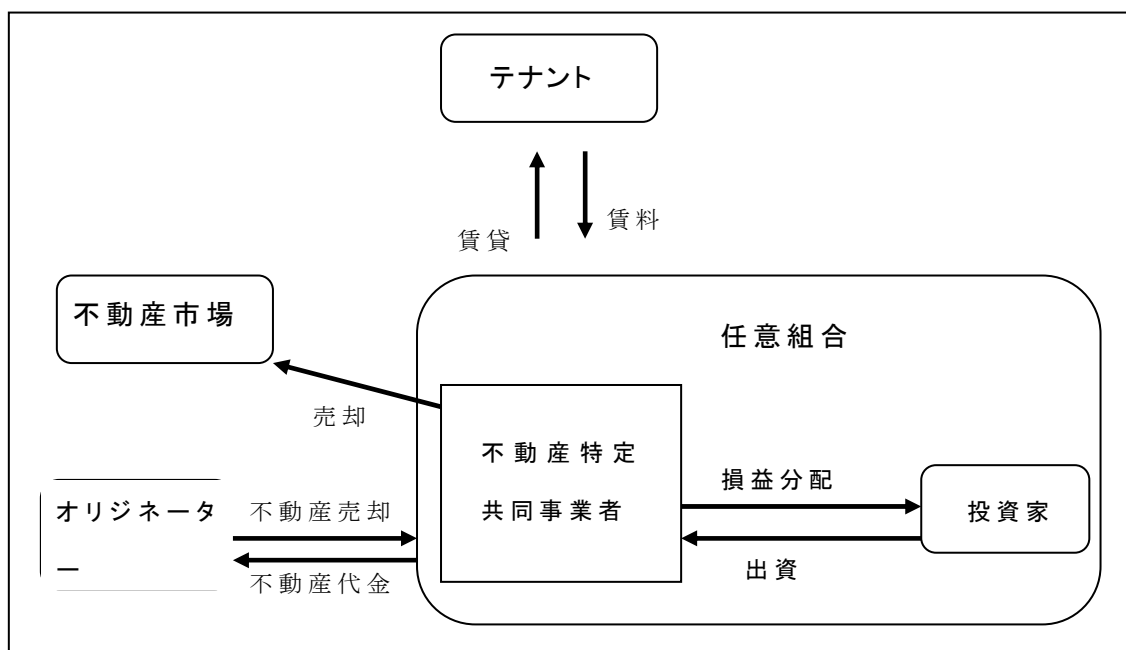 テナント
賃貸
賃料
不動産市場
任意組合
売却
不動産特定
共同事業者
損益分配
投資家
出資
オリジネータ
ー
不動産売却
不動産代金